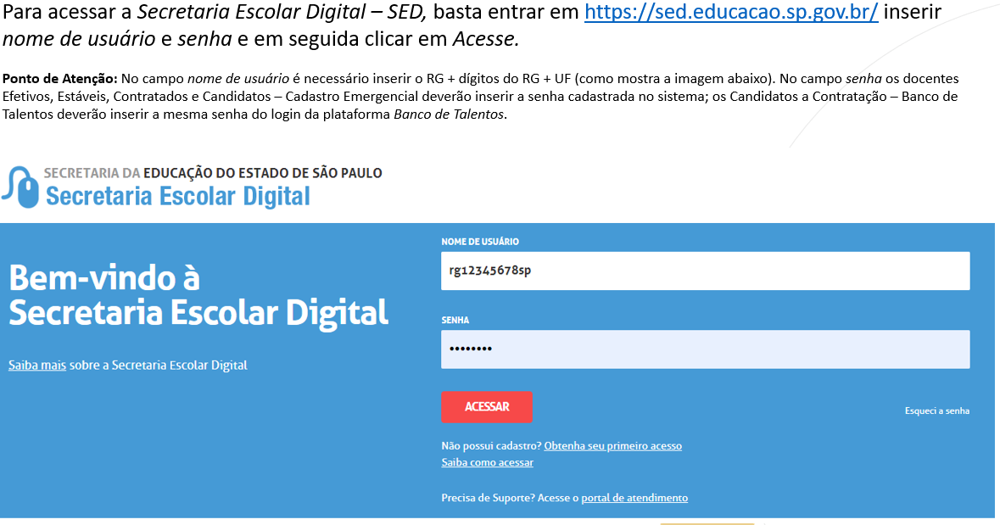 Para acessar a Secretaria Escolar Digital – SED, basta entrar em https://sed.educacao.sp.gov.br/ inserir
nome de usuário e senha e em seguida clicar em Acesse.
Ponto de Atenção: No campo nome de usuário é necessário inserir o RG + dígitos do RG + UF (como mostra a imagem abaixo). No campo senha os docentes
Efetivos, Estáveis, Contratados e Candidatos – Cadastro Emergencial deverão inserir a senha cadastrada no sistema; os Candidatos a Contratação – Banco de
Talentos deverão inserir a mesma senha do login da plataforma Banco de Talentos.
SECRETARIA DA EDUCAÇÃO DO ESTADO DE SÃO PAULO
Secretaria Escolar Digital
Bem-vindo à
Secretaria Escolar Digital
Saiba mais sobre a Secretaria Escolar Digital
NOME DE USUÁRIO
rg12345678sp
SENHA
••••••••
ACESSAR
Esqueci a senha
Não possui cadastro? Obtenha seu primeiro acesso
Saiba como acessar
Precisa de Suporte? Acesse o portal de atendimento